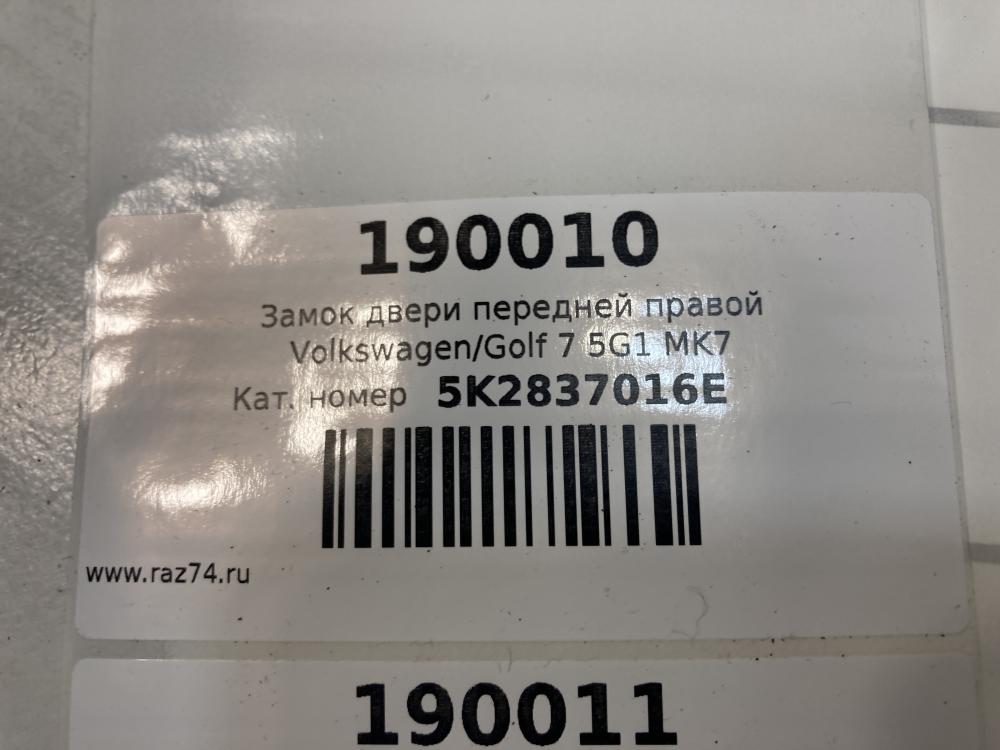 190010
Замок двери передней правой
Volkswagen/Golf 7 5G1 MK7
Кат. номер 5K2837016E
www.raz74.ru
190011